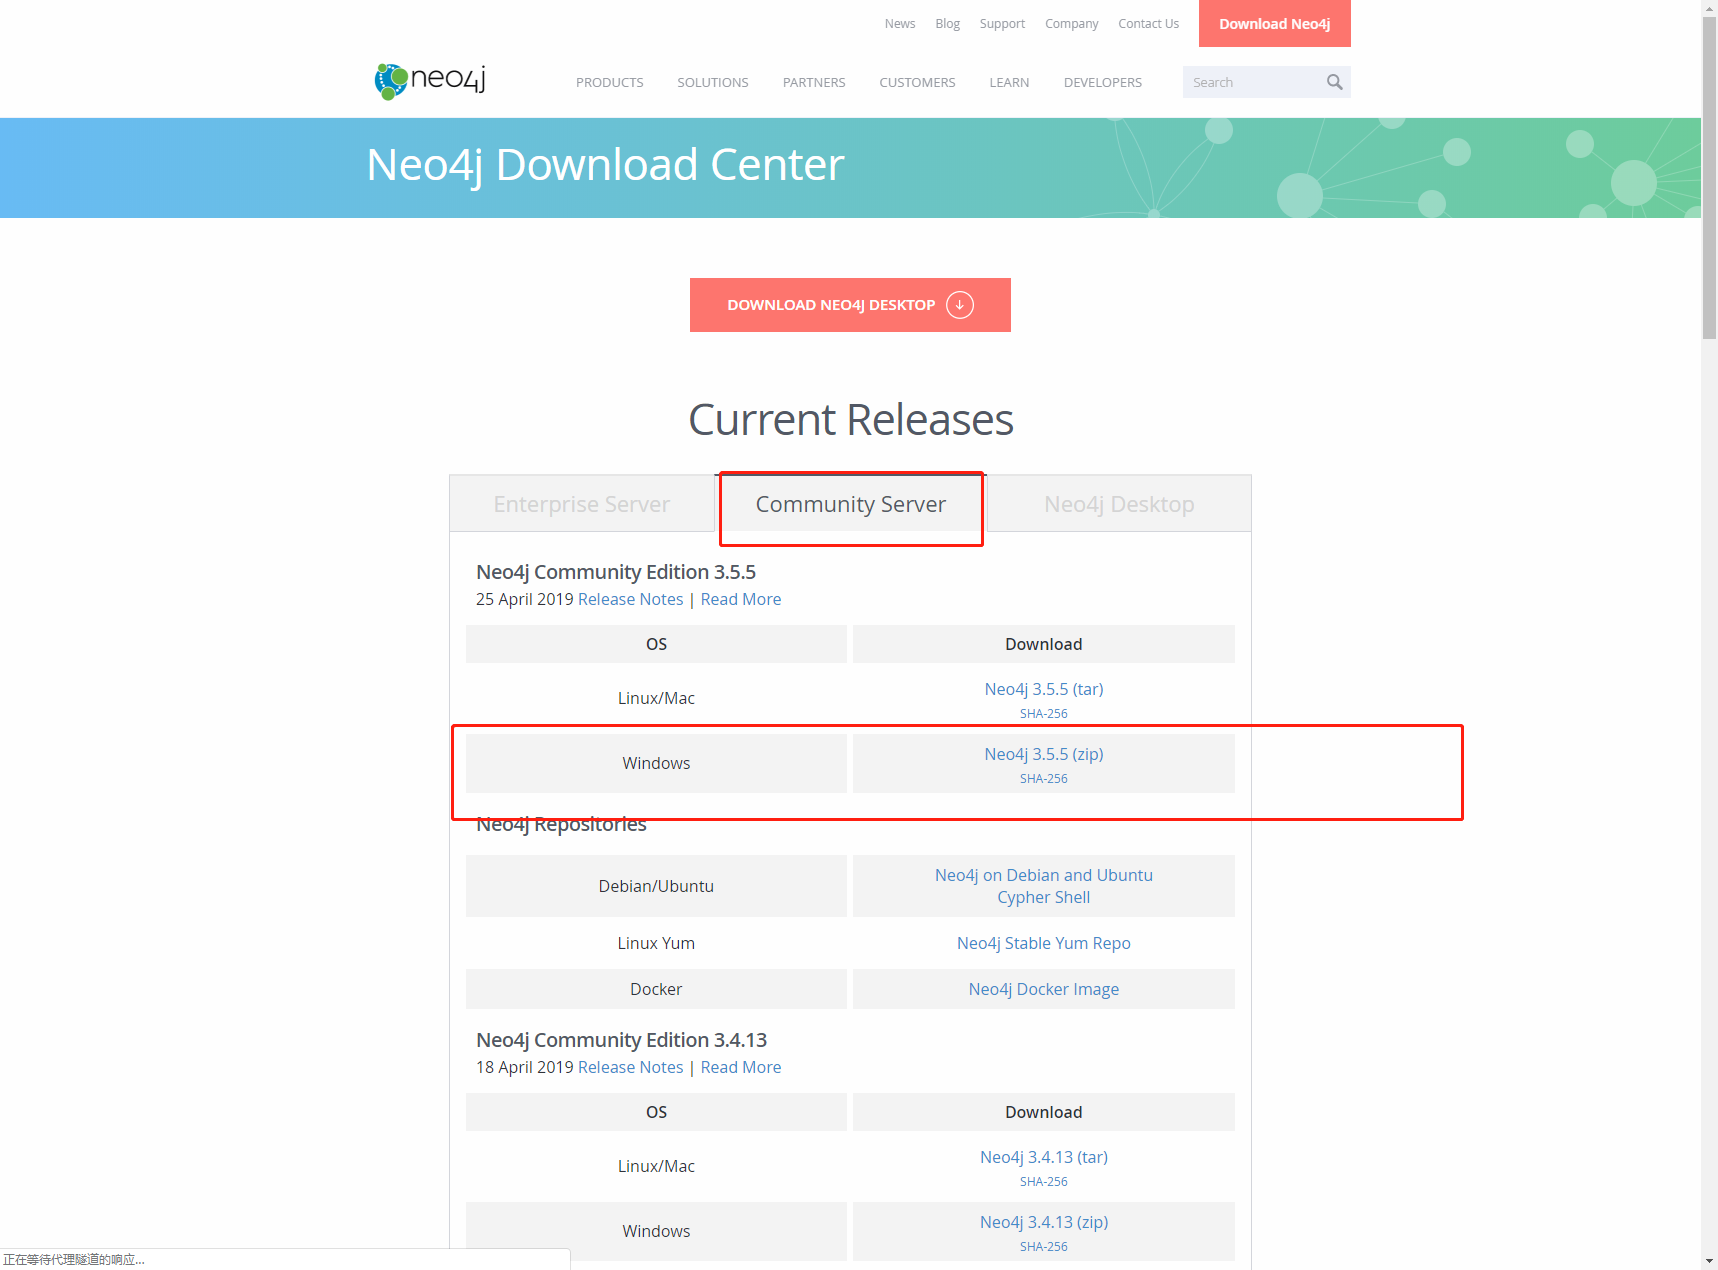 News Blog Support Company Contact Us Download Neo4j
neo4j
PRODUCTS SOLUTIONS PARTNERS CUSTOMERS LEARN DEVELOPERS Search
Neo4j Download Center
DOWNLOAD NEO4J DESKTOP
Current Releases
Enterprise Server Community Server Neo4j Desktop
Neo4j Community Edition 3.5.5
25 April 2019 Release Notes | Read More
OS Download
Linux/Mac Neo4j 3.5.5 (tar)
SHA-256
Windows Neo4j 3.5.5 (zip)
SHA-256
Neo4j Repositories
Debian/Ubuntu Neo4j on Debian and Ubuntu
Cypher Shell
Linux Yum Neo4j Stable Yum Repo
Docker Neo4j Docker Image
Neo4j Community Edition 3.4.13
18 April 2019 Release Notes | Read More
OS Download
Linux/Mac Neo4j 3.4.13 (tar)
SHA-256
Windows Neo4j 3.4.13 (zip)
SHA-256
正在等待代理隧道的响应...